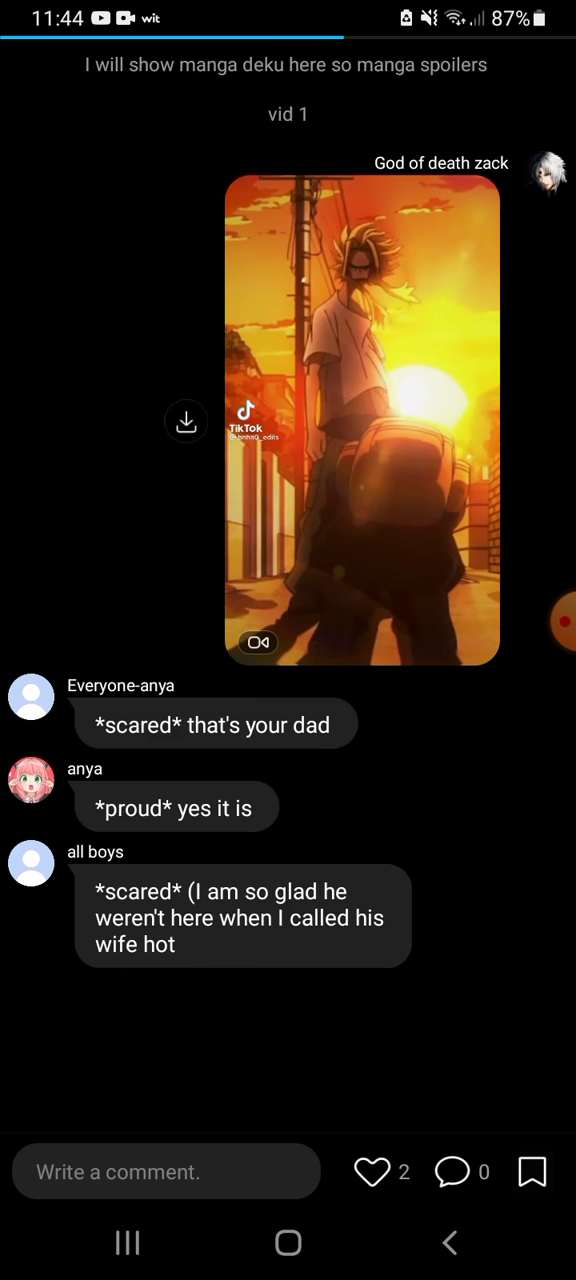 11:44 wit 87%
I will show manga deku here so manga spoilers
vid 1
God of death zack
TikTok
@bnha0_edits
Everyone-anya
*scared* that's your dad
anya
*proud* yes it is
all boys
*scared* (I am so glad he
weren't here when I called his
wife hot
Write a comment. 2 0